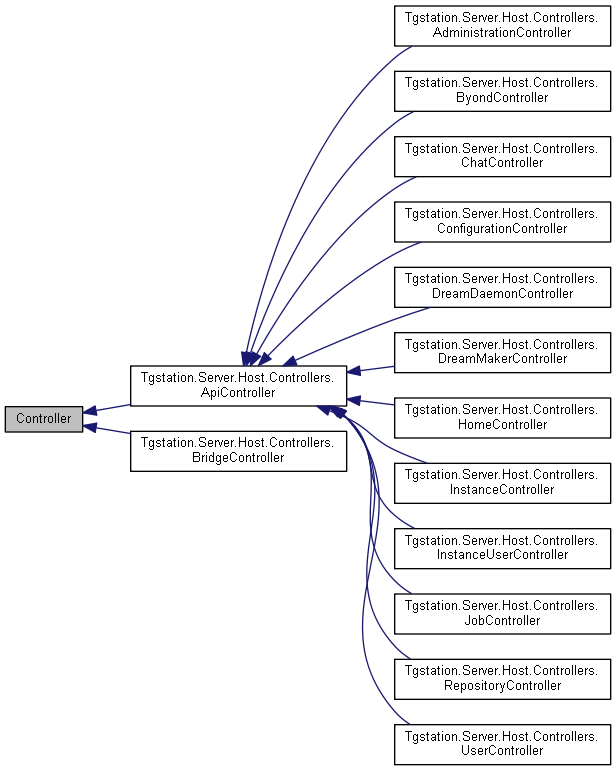 Controller
Tgstation.Server.Host.Controllers.
ApiController
Tgstation.Server.Host.Controllers.
BridgeController
Tgstation.Server.Host.Controllers.
AdministrationController
Tgstation.Server.Host.Controllers.
ByondController
Tgstation.Server.Host.Controllers.
ChatController
Tgstation.Server.Host.Controllers.
ConfigurationController
Tgstation.Server.Host.Controllers.
DreamDaemonController
Tgstation.Server.Host.Controllers.
DreamMakerController
Tgstation.Server.Host.Controllers.
HomeController
Tgstation.Server.Host.Controllers.
InstanceController
Tgstation.Server.Host.Controllers.
InstanceUserController
Tgstation.Server.Host.Controllers.
JobController
Tgstation.Server.Host.Controllers.
RepositoryController
Tgstation.Server.Host.Controllers.
UserController